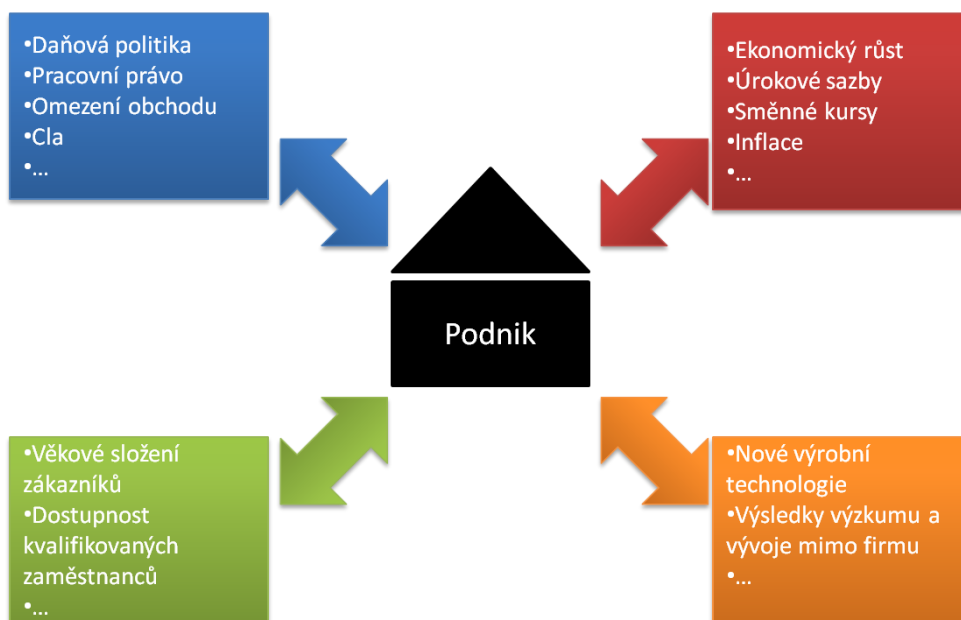 •Daňová politika
•Pracovní právo
•Omezení obchodu
•Cla
•...
•Ekonomický růst
•Úrokové sazby
•Směnné kursy
•Inflace
•...
Podnik
•Věkové složení
zákazníků
•Dostupnost
kvalifikovaných
zaměstnanců
•...
•Nové výrobní
technologie
•Výsledky výzkumu a
vývoje mimo firmu
•...